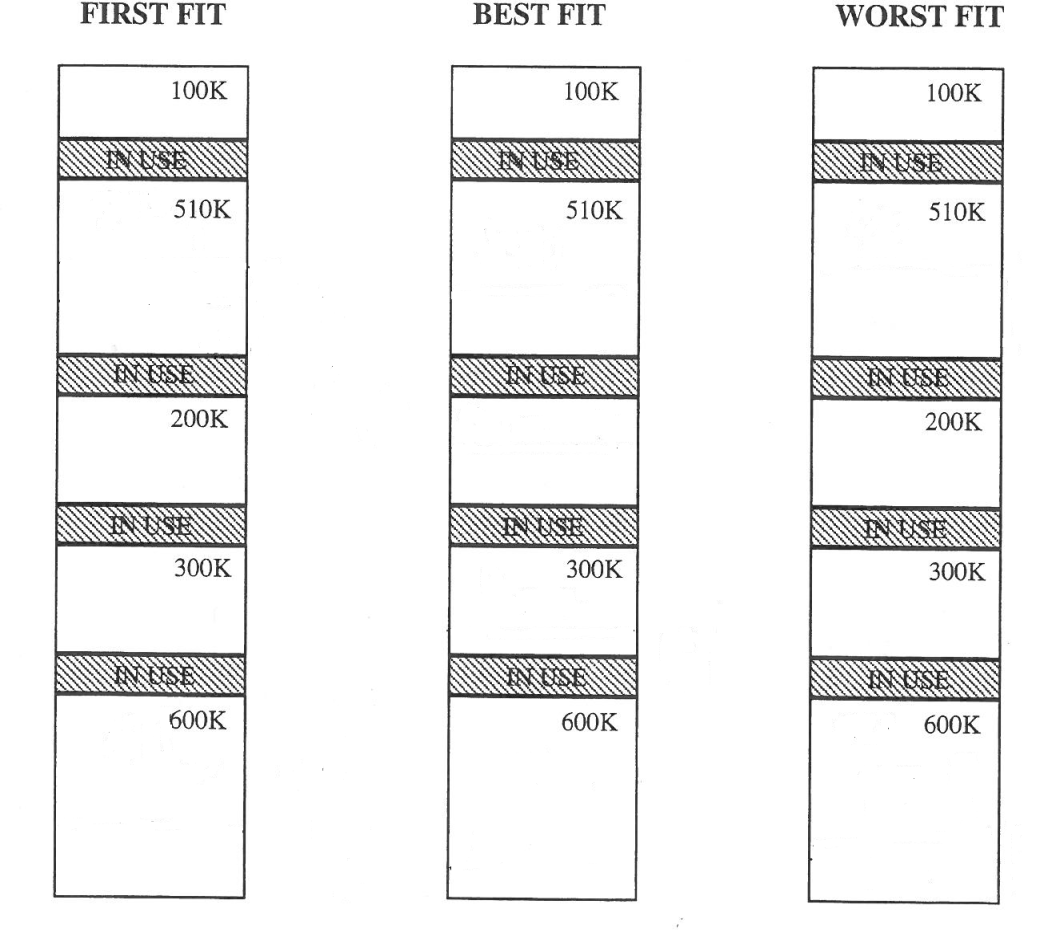 FIRST FIT
100K
IN USE
510K
IN USE
200K
IN USE
300K
IN USE
600K
BEST FIT
100K
IN USE
510K
IN USE
IN USE
300K
IN USE
600K
WORST FIT
100K
IN USE
510K
IN USE
200K
IN USE
300K
IN USE
600K